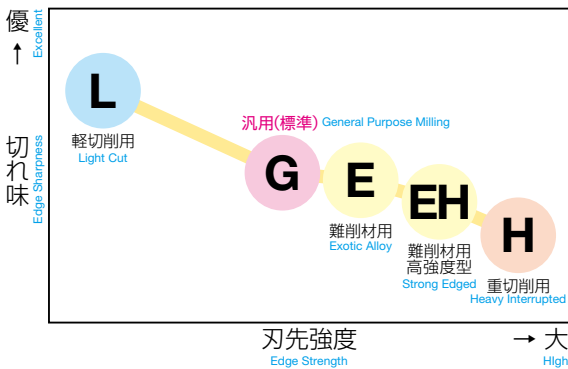 優
↑
Excellent
切れ味
Edge Sharpness
L
軽切削用
Light Cut
汎用(標準) General Purpose Milling
G
E
難削材用
Exotic Alloy
EH
難削材用
高強度型
Strong Edged
H
重切削用
Heavy Interrupted
刃先強度
Edge Strength
→ 大
HIgh